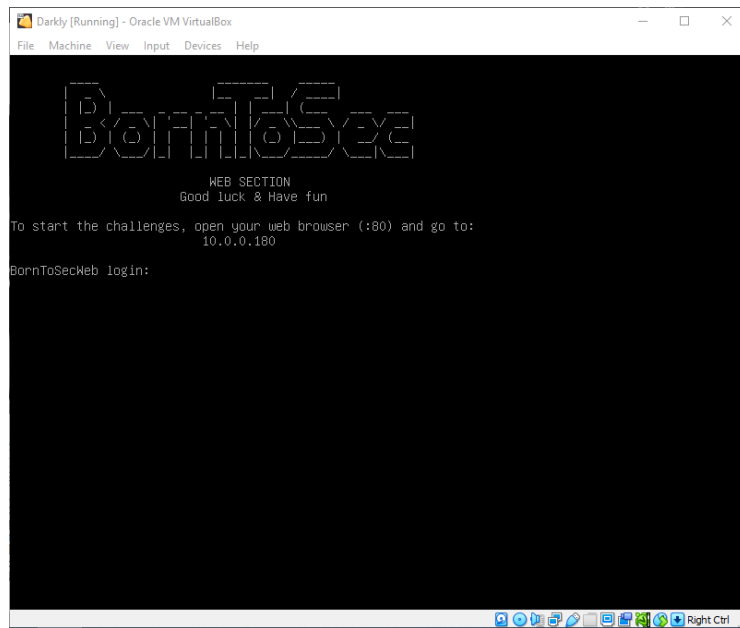 Darkly [Running] - Oracle VM VirtualBox
File Machine View Input Devices Help
BornToSec
WEB SECTION
Good luck & Have fun
To start the challenges, open your web browser (:80) and go to:
10.0.0.180
BornToSecWeb login:
Right Ctrl